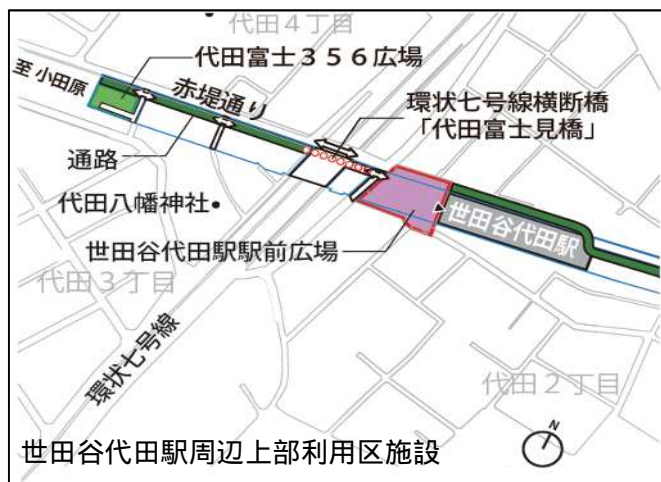 代田４丁目
代田富士３５６広場
至 小田原
赤堤通り
環状七号線横断橋
「代田富士見橋」
通路
代田八幡神社
世田谷代田駅
世田谷代田駅駅前広場
代田３丁目
環状七号線
代田２丁目
N
世田谷代田駅周辺上部利用区施設